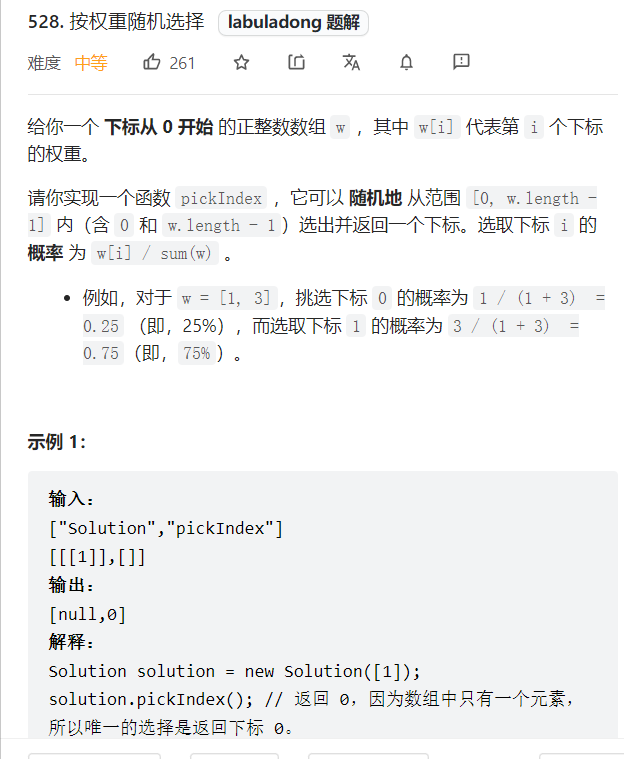 528. 按权重随机选择 labuladong 题解
难度 中等 261
给你一个 下标从 0 开始 的正整数数组 w ，其中 w[i] 代表第 i 个下标
的权重。
请你实现一个函数 pickIndex ，它可以 随机地 从范围 [0, w.length -
1] 内（含 0 和 w.length - 1）选出并返回一个下标。选取下标 i 的
概率 为 w[i] / sum(w) 。
• 例如，对于 w = [1, 3]，挑选下标 0 的概率为 1 / (1 + 3) =
0.25 （即，25%），而选取下标 1 的概率为 3 / (1 + 3) =
0.75 （即，75%）。
示例 1：
输入：
["Solution","pickIndex"]
[[[1]],[]]
输出：
[null,0]
解释：
Solution solution = new Solution([1]);
solution.pickIndex(); // 返回 0，因为数组中只有一个元素，
所以唯一的选择是返回下标 0。